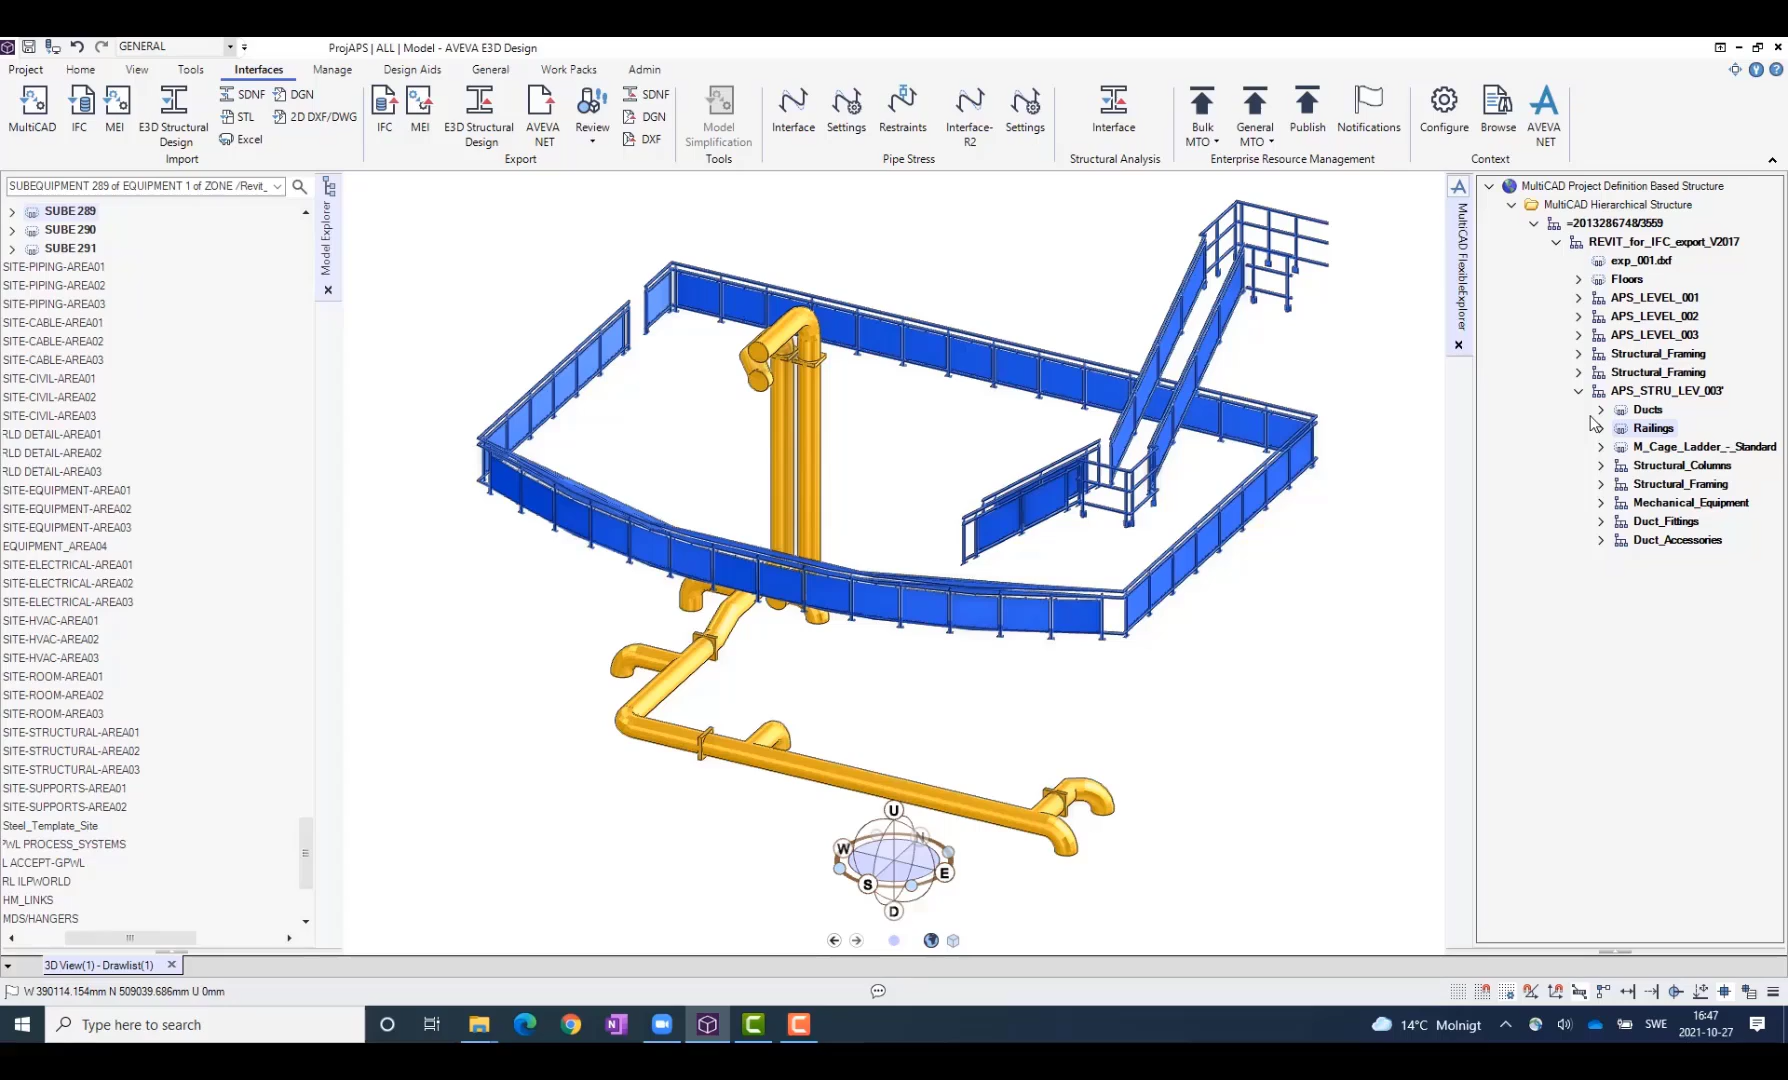 GENERAL
ProjAPS | ALL | Model - AVEVA E3D Design
Project Home View Tools Interfaces Manage Design Aids General Work Packs Admin
MultiCAD IFC MEI E3D Structural Design
SDNF DGN
STL 2D DXF/DWG
Excel
Import
IFC MEI E3D Structural Design AVEVA NET Review
SDNF
DGN
DXF
Export
Model Simplification
Tools
Interface Settings Restraints Interface-R2 Settings
Pipe Stress
Interface
Structural Analysis
Bulk MTO General MTO Publish Notifications
Enterprise Resource Management
Configure Browse AVEVA NET
Context
SUBEQUIPMENT 289 of EQUIPMENT 1 of ZONE /Revit_
SUBE 289
SUBE 290
SUBE 291
SITE-PIPING-AREA01
SITE-PIPING-AREA02
SITE-PIPING-AREA03
SITE-CABLE-AREA01
SITE-CABLE-AREA02
SITE-CABLE-AREA03
SITE-CIVIL-AREA01
SITE-CIVIL-AREA02
SITE-CIVIL-AREA03
RLD DETAIL-AREA01
RLD DETAIL-AREA02
RLD DETAIL-AREA03
SITE-EQUIPMENT-AREA01
SITE-EQUIPMENT-AREA02
SITE-EQUIPMENT-AREA03
EQUIPMENT_AREA04
SITE-ELECTRICAL-AREA01
SITE-ELECTRICAL-AREA02
SITE-ELECTRICAL-AREA03
SITE-HVAC-AREA01
SITE-HVAC-AREA02
SITE-HVAC-AREA03
SITE-ROOM-AREA01
SITE-ROOM-AREA02
SITE-ROOM-AREA03
SITE-STRUCTURAL-AREA01
SITE-STRUCTURAL-AREA02
SITE-STRUCTURAL-AREA03
SITE-SUPPORTS-AREA01
SITE-SUPPORTS-AREA02
Steel_Template_Site
PROCESS_SYSTEMS
L ACCEPT-GPWL
RL ILPWORLD
HM_LINKS
MDS/HANGERS
Model Explorer
U
N
W
E
S
D
MultiCAD FlexibleExplorer
MultiCAD Project Definition Based Structure
MultiCAD Hierarchical Structure
=2013286748/3559
REVIT_for_IFC_export_V2017
exp_001.dxf
Floors
APS_LEVEL_001
APS_LEVEL_002
APS_LEVEL_003
Structural_Framing
Structural_Framing
APS_STRU_LEV_003'
Ducts
Railings
M_Cage_Ladder_-_Standard
Structural_Columns
Structural_Framing
Mechanical_Equipment
Duct_Fittings
Duct_Accessories
3D View(1) - Drawlist(1)
W 390114.154mm N 509039.686mm U 0mm
Type here to search
14°C Molnigt
SWE
16:47
2021-10-27